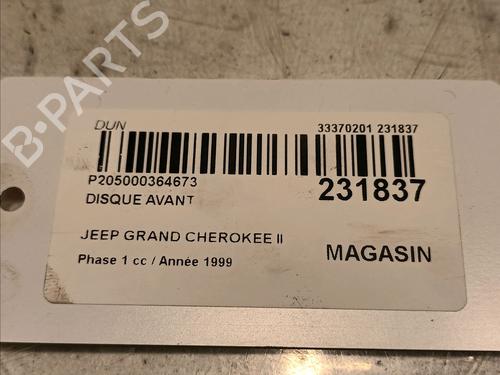 B-PARTS
DUN
33370201 231837
P205000364673
231837
DISQUE AVANT
JEEP GRAND CHEROKEE II
Phase 1 cc / Année 1999
MAGASIN